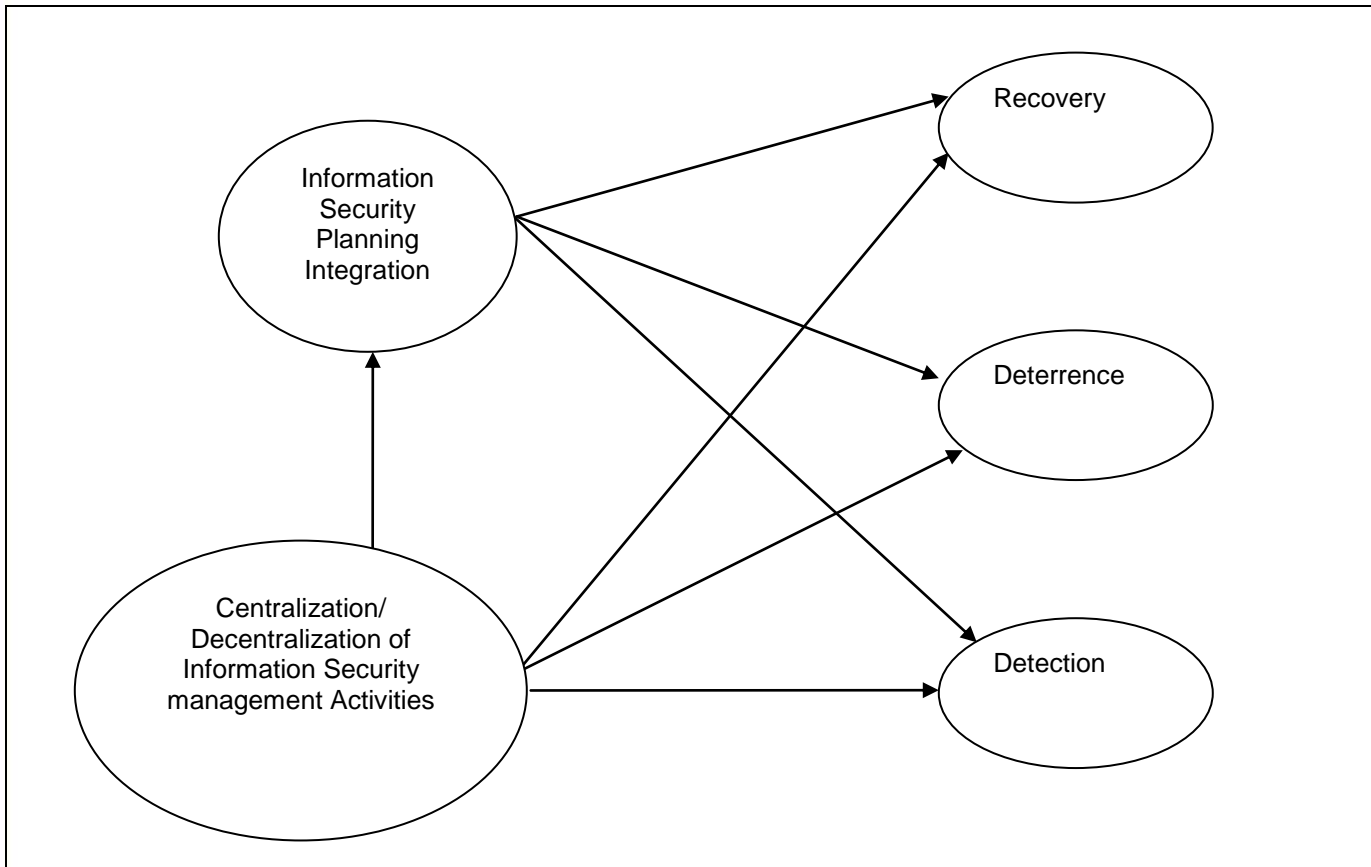 Recovery
Information
Security
Planning
Integration
Deterrence
Centralization/
Decentralization of
Information Security
management Activities
Detection